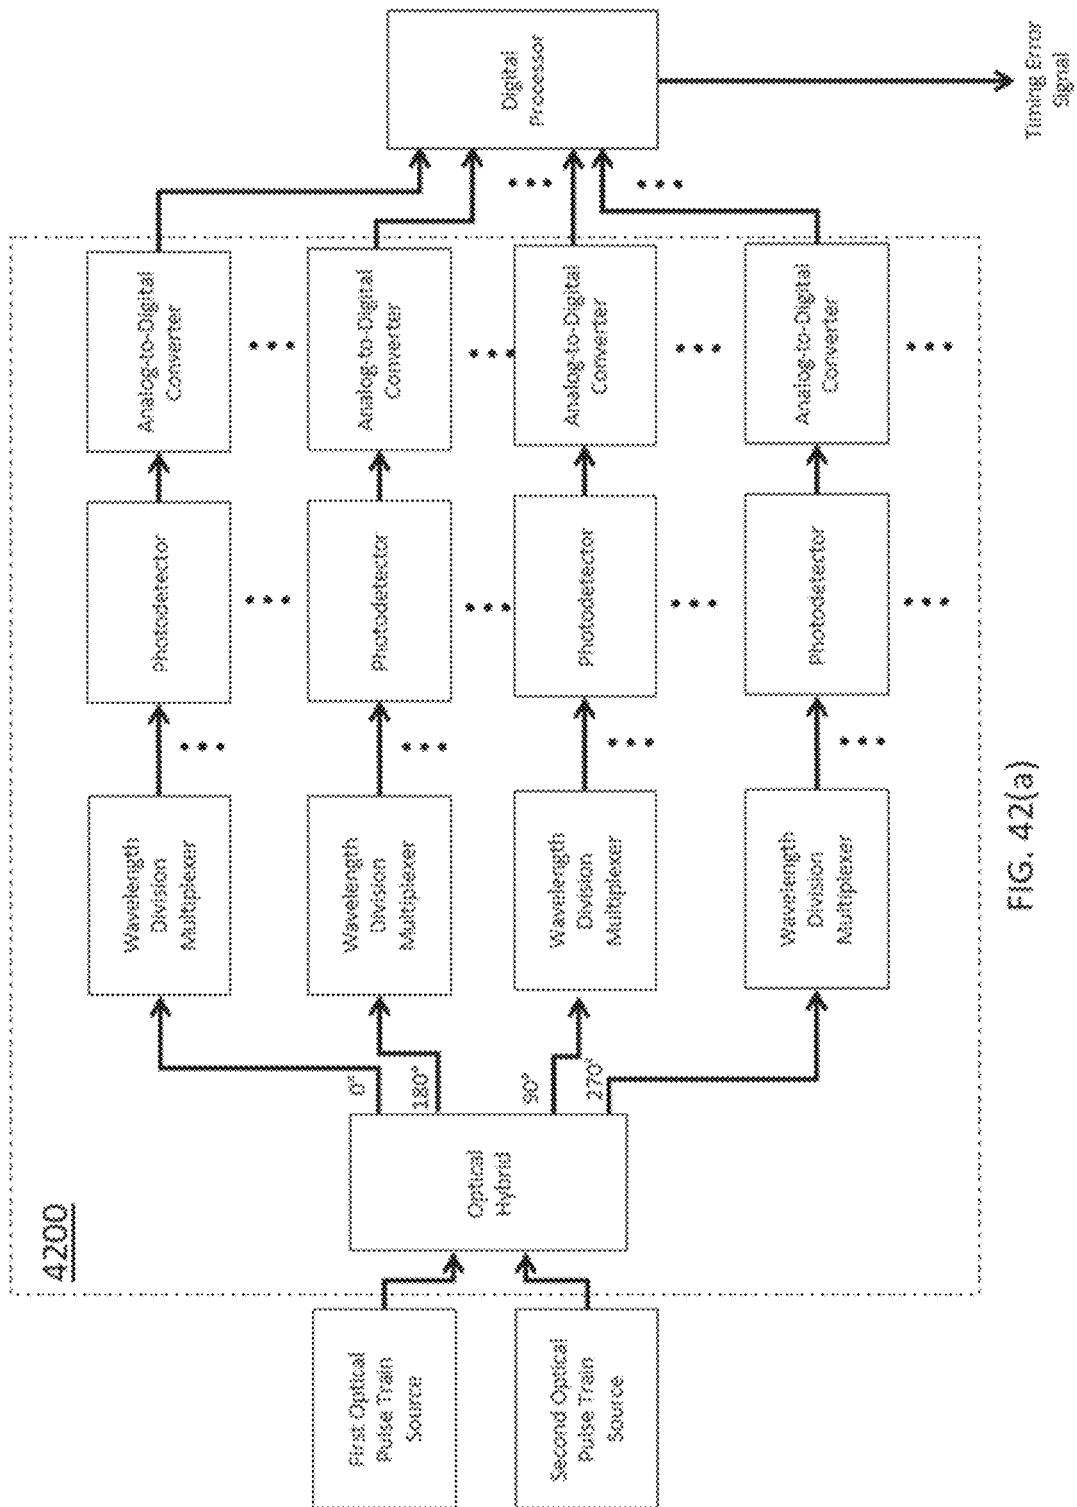 4200
First Optical
Pulse Train
Source
Second Optical
Pulse Train
Source
Optical
Hybrid
0°
180°
90°
270°
Wavelength
Division
Multiplexer
Photodetector
Analog-to-Digital
Converter
Wavelength
Division
Multiplexer
Photodetector
Analog-to-Digital
Converter
Wavelength
Division
Multiplexer
Photodetector
Analog-to-Digital
Converter
Wavelength
Division
Multiplexer
Photodetector
Analog-to-Digital
Converter
Digital
Processor
Timing Error
Signal
FIG. 42(a)